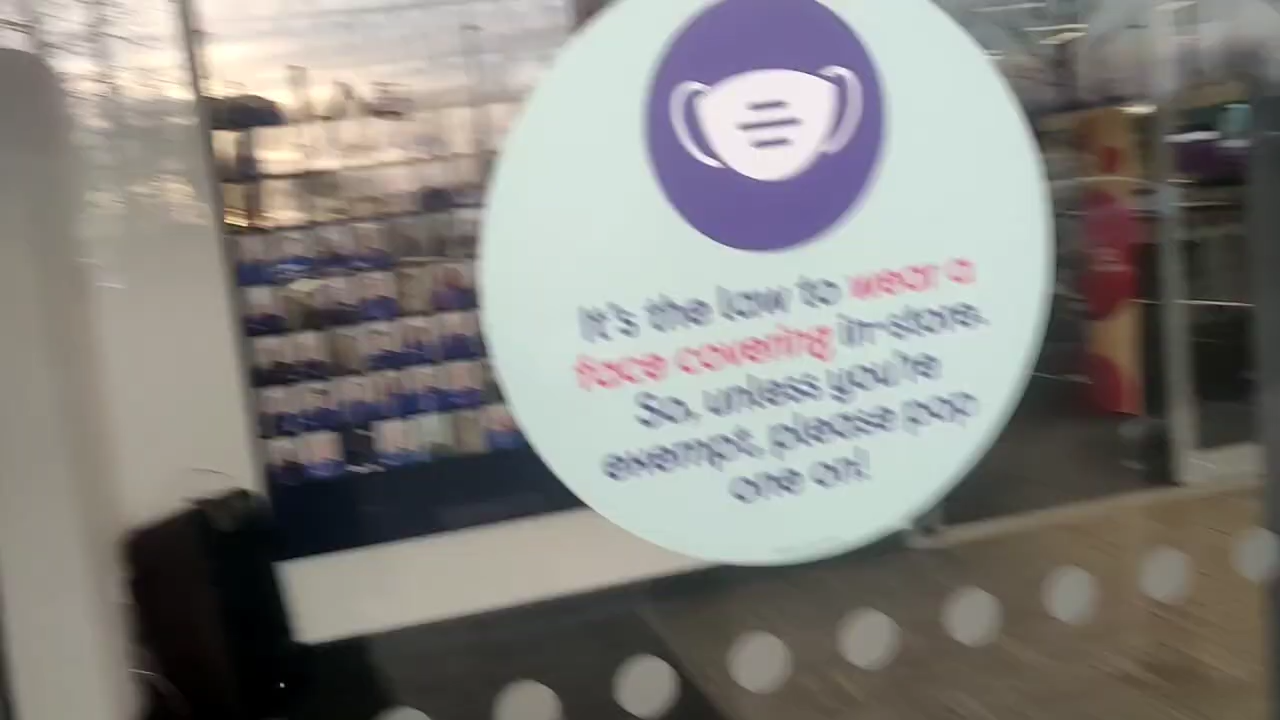 It's the law to wear a
face covering in-store.
So, unless you're
exempt, please pop
one on!